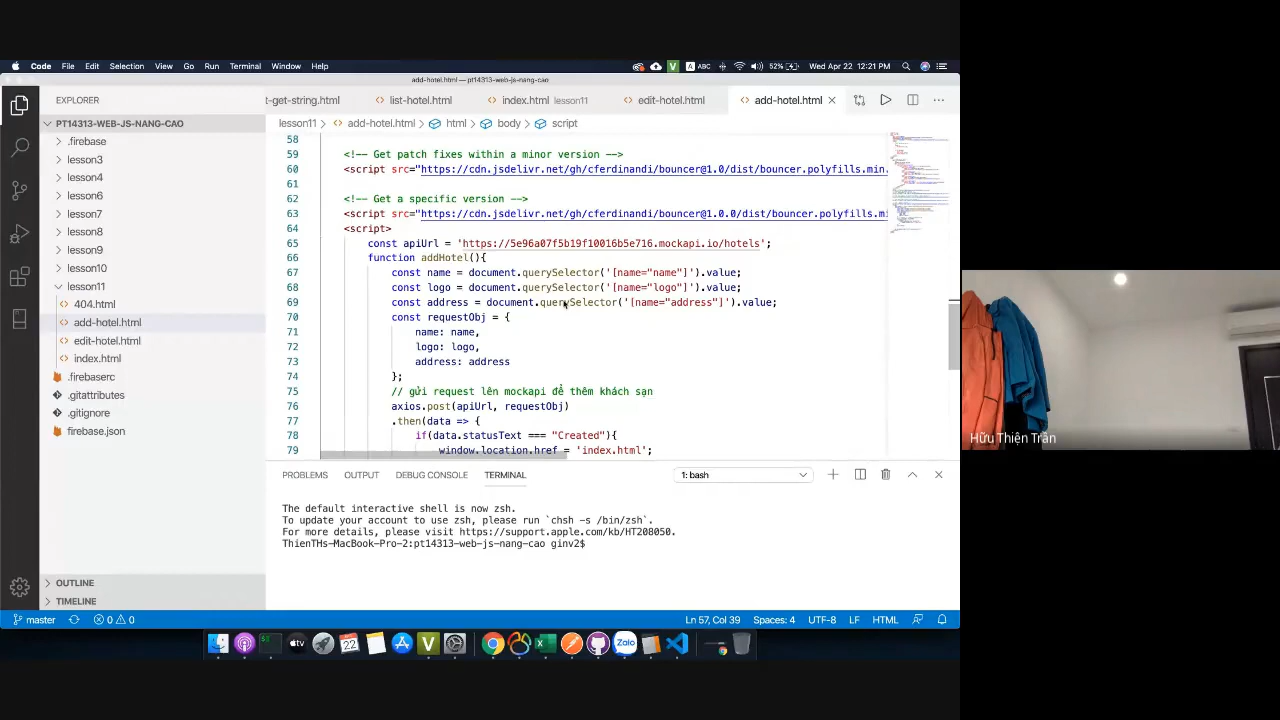 Code File Edit Selection View Go Run Terminal Window Help
ABC 52% Wed Apr 22 12:21 PM
add-hotel.html — pt14313-web-js-nang-cao
EXPLORER
t-get-string.html list-hotel.html index.html lesson11 edit-hotel.html add-hotel.html
PT14313-WEB-JS-NANG-CAO
lesson11 > add-hotel.html > html > body > script
.firebase
lesson3
lesson4
lesson6
lesson7
lesson8
lesson9
lesson10
lesson11
404.html
add-hotel.html
edit-hotel.html
index.html
.firebaserc
.gitattributes
.gitignore
firebase.json
58
<!-- Get patch fixes within a minor version -->
<script src="https://cdn.jsdelivr.net/gh/cferdinandi/bouncer@1.0/dist/bouncer.polyfills.min.
61
62 <!-- Get a specific version -->
63 <script src="https://cdn.jsdelivr.net/gh/cferdinandi/bouncer@1.0.0/dist/bouncer.polyfills.mi
65 const apiUrl = 'https://5e96a07f5b19f10016b5e716.mockapi.io/hotels';
66 function addHotel(){
67 const name = document.querySelector('[name="name"]').value;
68 const logo = document.querySelector('[name="logo"]').value;
69 const address = document.querySelector('[name="address"]').value;
70 const requestObj = {
71 name: name,
72 logo: logo,
73 address: address
74 };
75 // gửi request lên mockapi để thêm khách sạn
76 axios.post(apiUrl, requestObj)
77 .then(data => {
78 if(data.statusText === "Created"){
79 window.location.href = 'index.html';
PROBLEMS OUTPUT DEBUG CONSOLE TERMINAL 1: bash
The default interactive shell is now zsh.
To update your account to use zsh, please run `chsh -s /bin/zsh`.
For more details, please visit https://support.apple.com/kb/HT208050.
ThienTHs-MacBook-Pro-2:pt14313-web-js-nang-cao ginv2$
OUTLINE
TIMELINE
master 0 0 Ln 57, Col 39 Spaces: 4 UTF-8 LF HTML
22
Zalo
Hữu Thiện Trần